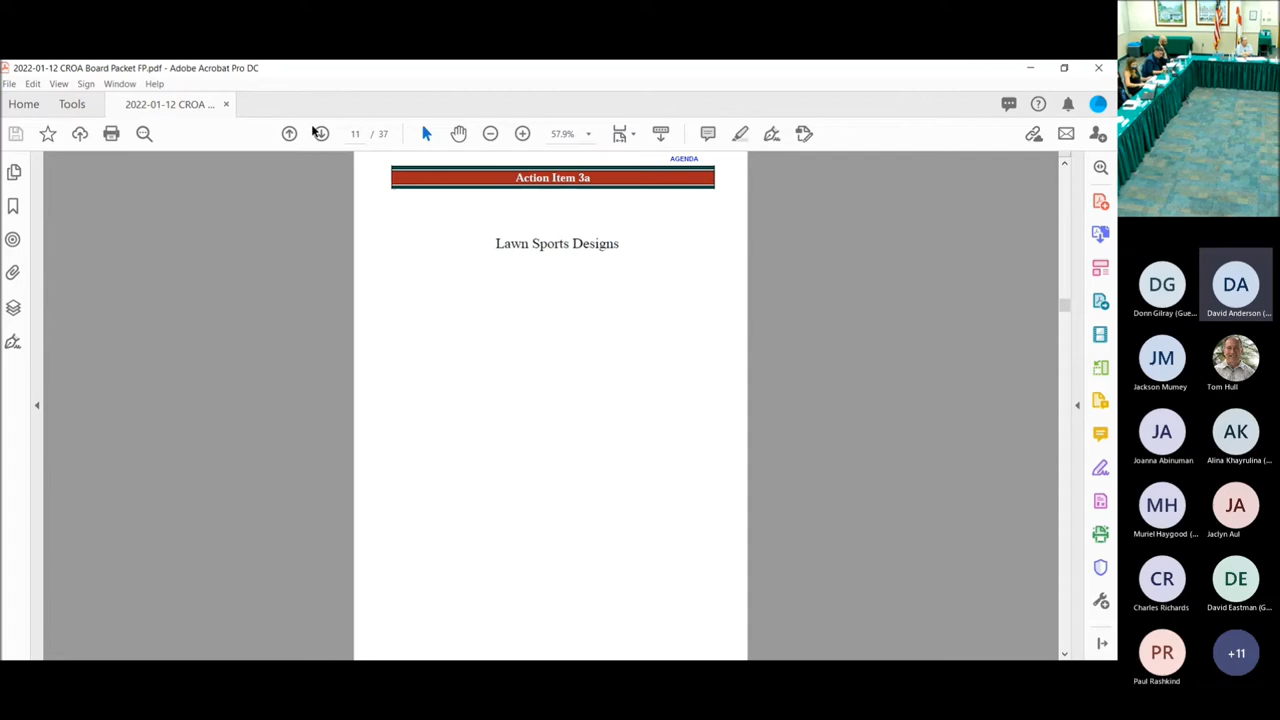 2022-01-12 CROA Board Packet FP.pdf - Adobe Acrobat Pro DC
File Edit View Sign Window Help
Home Tools 2022-01-12 CROA ... ×
11 / 37 57.9%
AGENDA
Action Item 3a
Lawn Sports Designs
DG DA
Donn Gilray (Gue... David Anderson (...
JM
Jackson Mumey Tom Hull
JA AK
Joanna Abinuman Alina Khayrulina (...
MH JA
Muriel Haygood (... Jaclyn Aul
CR DE
Charles Richards David Eastman (G...
PR +11
Paul Rashkind